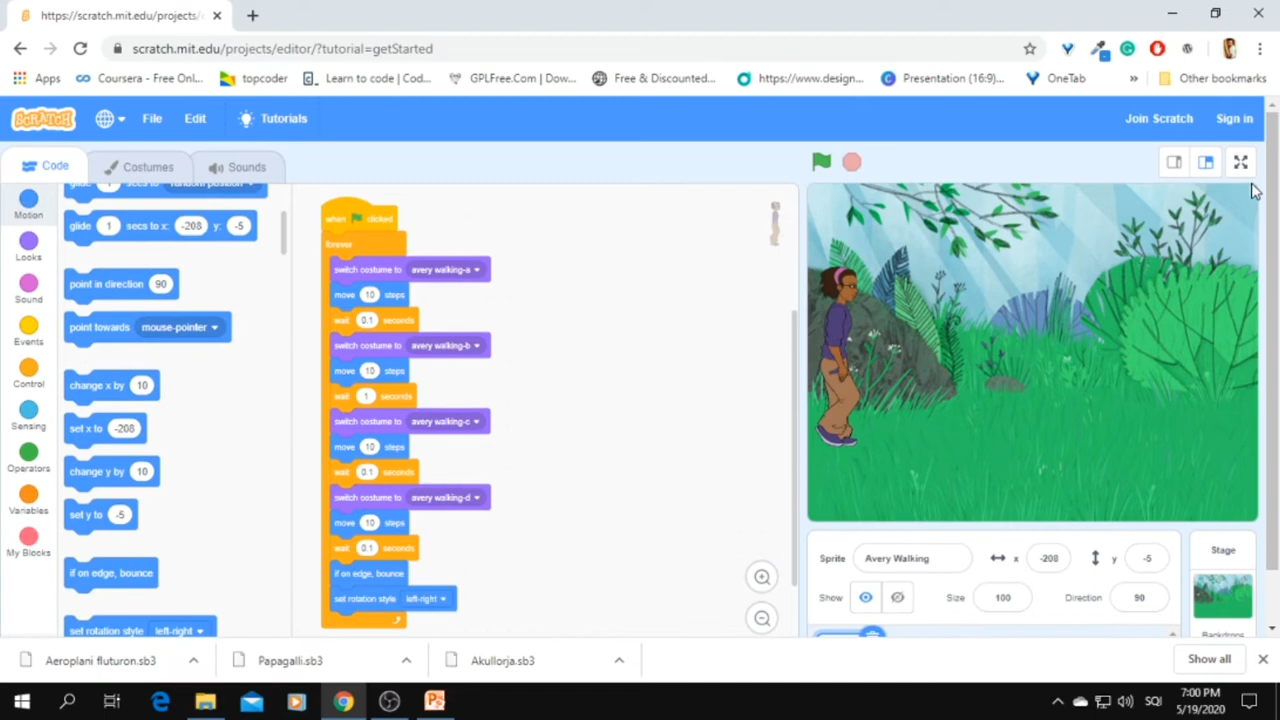 https://scratch.mit.edu/projects/e
scratch.mit.edu/projects/editor/?tutorial=getStarted
Apps Coursera - Free Onl... topcoder Learn to code | Cod... GPLFree.Com | Dow... Free & Discounted... https://www.design... Presentation (16:9)... OneTab » Other bookmarks
SCRATCH File Edit Tutorials Join Scratch Sign in
Code Costumes Sounds
Motion
Looks
Sound
Events
Control
Sensing
Operators
Variables
My Blocks
glide 1 secs to random position
glide 1 secs to x: -208 y: -5
point in direction 90
point towards mouse-pointer
change x by 10
set x to -208
change y by 10
set y to -5
if on edge, bounce
set rotation style left-right
when clicked
forever
switch costume to avery walking-a
move 10 steps
wait 0.1 seconds
switch costume to avery walking-b
move 10 steps
wait 1 seconds
switch costume to avery walking-c
move 10 steps
wait 0.1 seconds
switch costume to avery walking-d
move 10 steps
wait 0.1 seconds
if on edge, bounce
set rotation style left-right
Sprite Avery Walking x -208 y -5
Show Size 100 Direction 90
Stage
Backdrops
Aeroplani fluturon.sb3 Papagalli.sb3 Akullorja.sb3 Show all
SQI
7:00 PM
5/19/2020